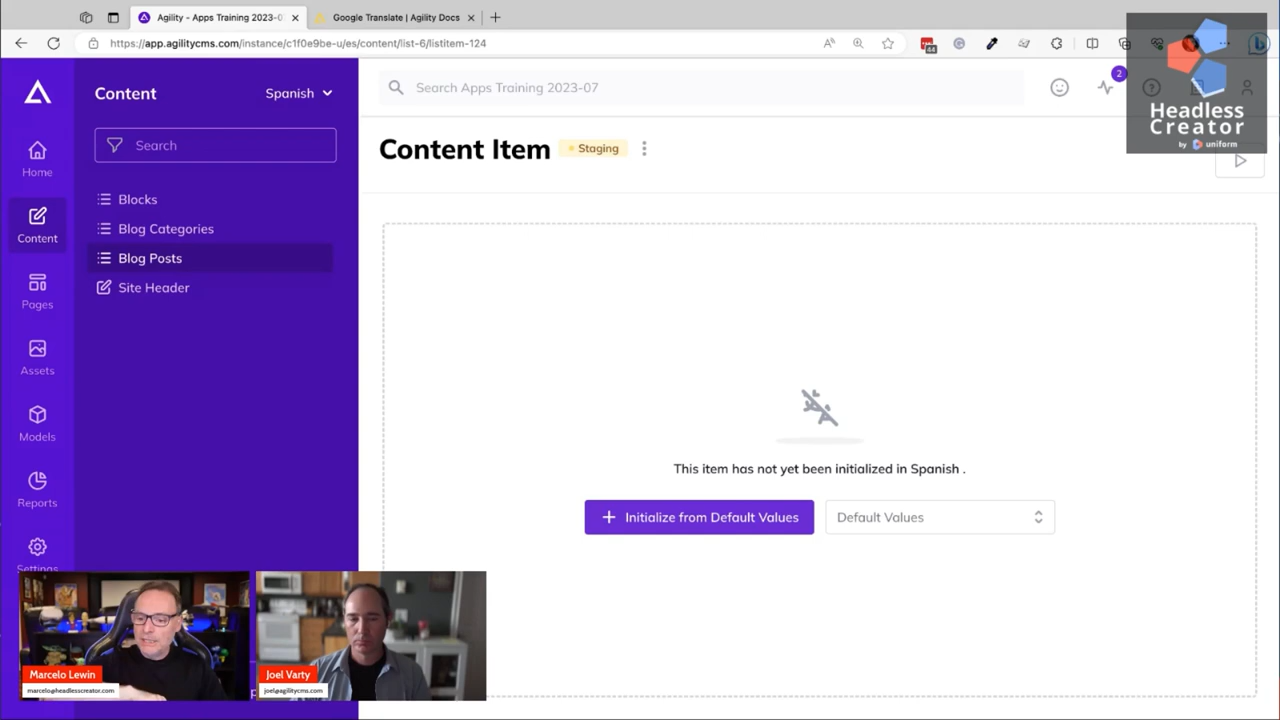 Agility - Apps Training 2023-0
Google Translate | Agility Docs
https://app.agilitycms.com/instance/c1f0e9be-u/es/content/list-6/listitem-124
44
Headless
Creator
by uniform
Content
Spanish
Search
Blocks
Blog Categories
Blog Posts
Site Header
Home
Content
Pages
Assets
Models
Reports
Settings
Search Apps Training 2023-07
2
Content Item
Staging
This item has not yet been initialized in Spanish .
Initialize from Default Values
Default Values
Marcelo Lewin
marcelo@headlesscreator.com
Joel Varty
joel@agilitycms.com